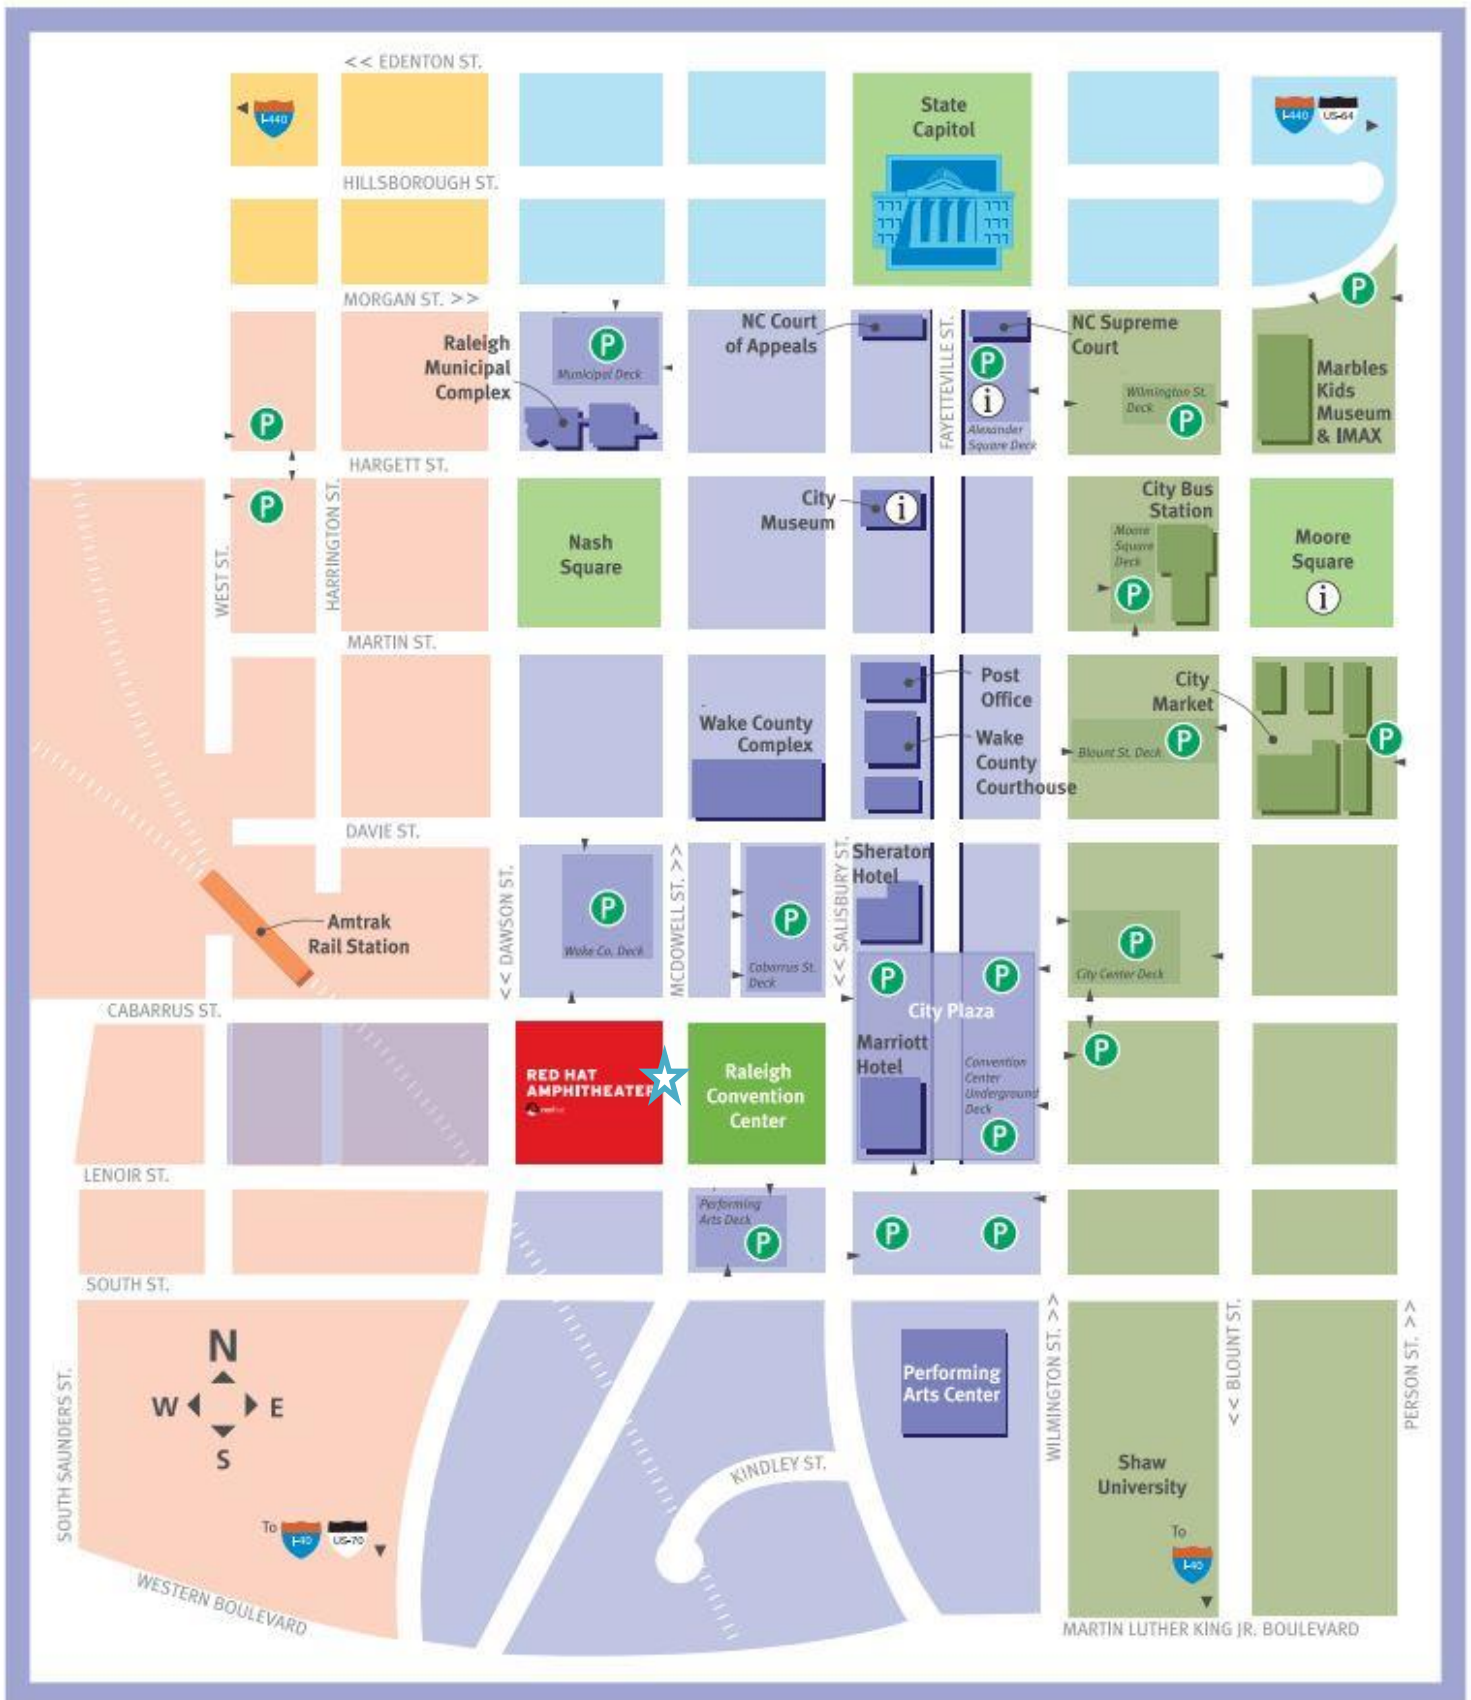 << EDENTON ST.
I-440
State
Capitol
I-440
US-64
HILLSBOROUGH ST.
MORGAN ST. >>
Raleigh
Municipal
Complex
P
Municipal Deck
NC Court
of Appeals
FAYETTEVILLE ST.
P
i
Alexander
Square Deck
NC Supreme
Court
Wilmington St.
Deck
P
P
Marbles
Kids
Museum
& IMAX
P
HARGETT ST.
P
WEST ST.
HARRINGTON ST.
Nash
Square
City
Museum
i
City Bus
Station
Moore
Square
Deck
P
Moore
Square
i
MARTIN ST.
Wake County
Complex
Post
Office
Wake
County
Courthouse
Blount St. Deck
P
City
Market
P
DAVIE ST.
Amtrak
Rail Station
<< DAWSON ST.
P
Wake Co. Deck
MCDOWELL ST. >>
P
Cabarrus St.
Deck
<< SALISBURY ST.
Sheraton
Hotel
P
P
City Plaza
P
City Center Deck
CABARRUS ST.
RED HAT
AMPHITHEATER
Raleigh
Convention
Center
Marriott
Hotel
Convention
Center
Underground
Deck
P
P
LENOIR ST.
Performing
Arts Deck
P
P
P
SOUTH ST.
N
W
E
S
SOUTH SAUNDERS ST.
To
I-40
US-70
WESTERN BOULEVARD
KINDLEY ST.
Performing
Arts Center
WILMINGTON ST. >>
Shaw
University
To
I-40
<< BLOUNT ST.
PERSON ST. >>
MARTIN LUTHER KING JR. BOULEVARD